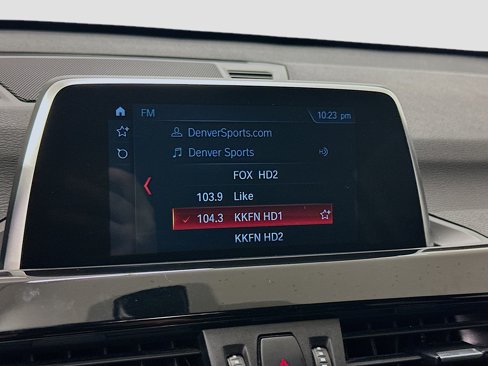 FM 10:23 pm
DenverSports.com
Denver Sports
FOX HD2
103.9 Like
104.3 KKFN HD1
KKFN HD2